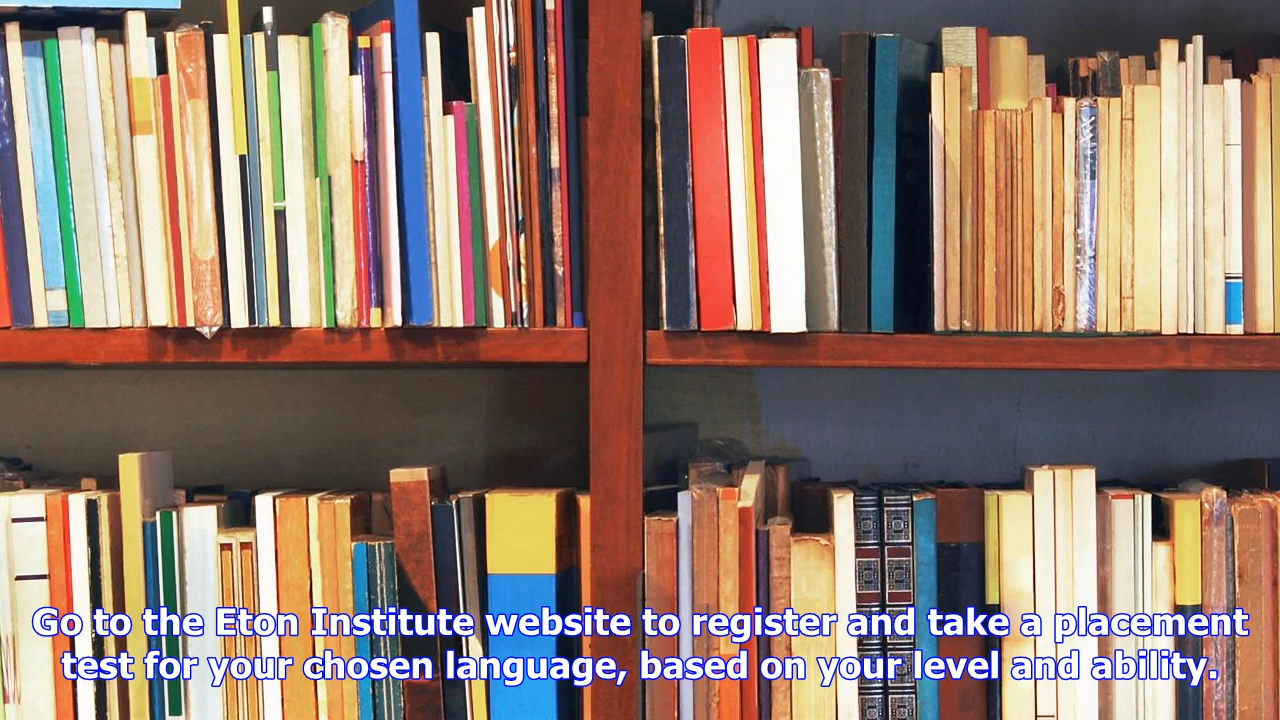 Go to the Eton Institute website to register and take a placement
test for your chosen language, based on your level and ability.